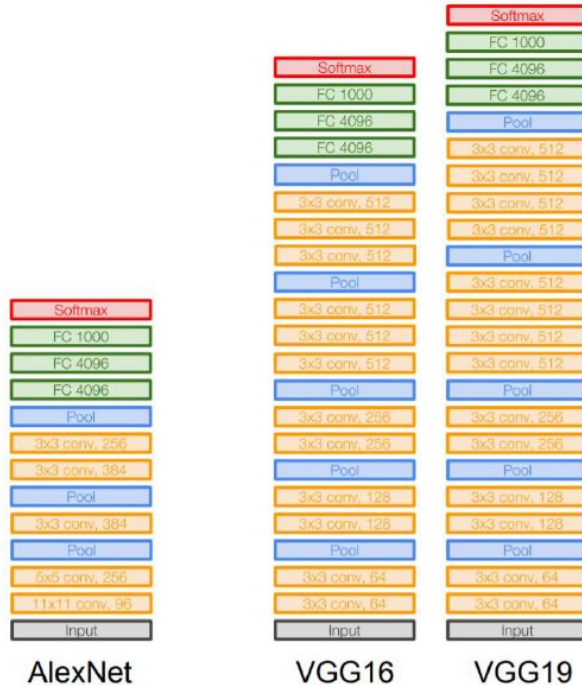 Softmax
FC 1000
FC 4096
FC 4096
Pool
3x3 conv, 256
3x3 conv, 384
Pool
3x3 conv, 384
Pool
5x5 conv, 256
11x11 conv, 96
Input
AlexNet
Softmax
FC 1000
FC 4096
FC 4096
Pool
3x3 conv, 512
3x3 conv, 512
3x3 conv, 512
Pool
3x3 conv, 512
3x3 conv, 512
3x3 conv, 512
Pool
3x3 conv, 256
3x3 conv, 256
Pool
3x3 conv, 128
3x3 conv, 128
Pool
3x3 conv, 64
3x3 conv, 64
Input
VGG16
Softmax
FC 1000
FC 4096
FC 4096
Pool
3x3 conv, 512
3x3 conv, 512
3x3 conv, 512
3x3 conv, 512
Pool
3x3 conv, 512
3x3 conv, 512
3x3 conv, 512
3x3 conv, 512
Pool
3x3 conv, 256
3x3 conv, 256
Pool
3x3 conv, 128
3x3 conv, 128
Pool
3x3 conv, 64
3x3 conv, 64
Input
VGG19